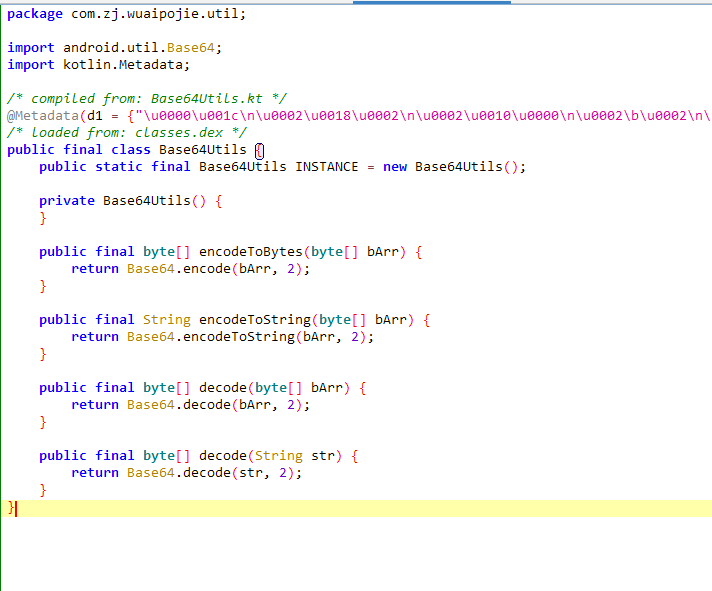 package com.zj.wuaipojie.util;
import android.util.Base64;
import kotlin.Metadata;
/* compiled from: Base64Utils.kt */
@Metadata(d1 = {"\u0000\u001c\n\u0002\u0018\u0002\n\u0002\u0010\u0000\n\u0002\b\u0002\n\
/* loaded from: classes.dex */
public final class Base64Utils {
    public static final Base64Utils INSTANCE = new Base64Utils();
    private Base64Utils() {
    }
    public final byte[] encodeToBytes(byte[] bArr) {
        return Base64.encode(bArr, 2);
    }
    public final String encodeToString(byte[] bArr) {
        return Base64.encodeToString(bArr, 2);
    }
    public final byte[] decode(byte[] bArr) {
        return Base64.decode(bArr, 2);
    }
    public final byte[] decode(String str) {
        return Base64.decode(str, 2);
    }
}